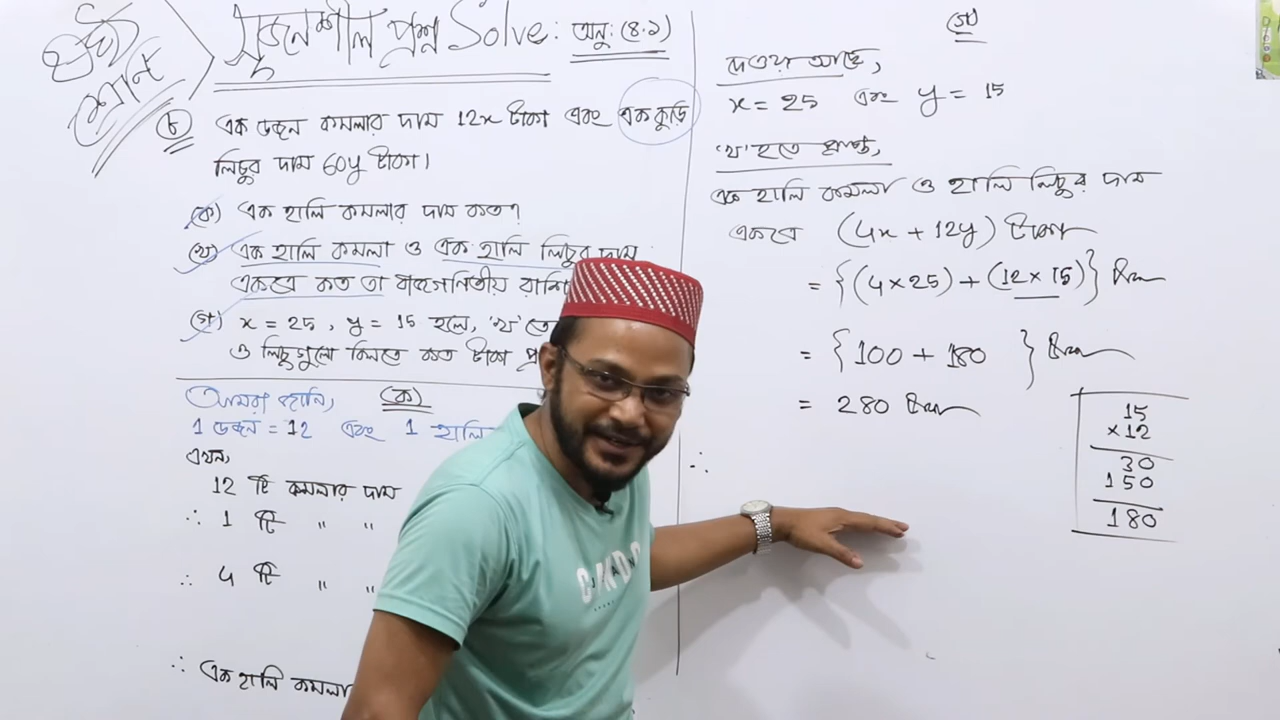 ৬ষ্ঠ শ্রেণি
সৃজনশীল প্রশ্ন Solve: অনু: (৪.১)
৮ এক ডজন কমলার দাম 12x টাকা এবং এক কুড়ি
লিচুর দাম 60y টাকা।
(ক) এক হালি কমলার দাম কত?
(খ) এক হালি কমলা ও এক হালি লিচুর দাম
একত্রে কত তা বীজগণিতীয়
(গ) x = 25, y = 15 হলে, 'খ'
ও লিচুগুলো কিনতে কত টাকা
(ক)
আমরা জানি,
1 ডজন = 12 এবং 1 হালি
এখন,
12 টি কমলার দাম
∴ 1 টি " "
∴ 4 টি " "
∴ এক হালি কমলা
(গ)
দেওয়া আছে,
x = 25 এবং y = 15
'খ' হতে প্রাপ্ত,
এক হালি কমলা ও হালি লিচুর দাম
একত্রে (4x + 12y) টাকা
= {(4×25) + (12×15)} টাকা
= {100 + 180} টাকা
= 280 টাকা
∴
15
×12
30
150
180